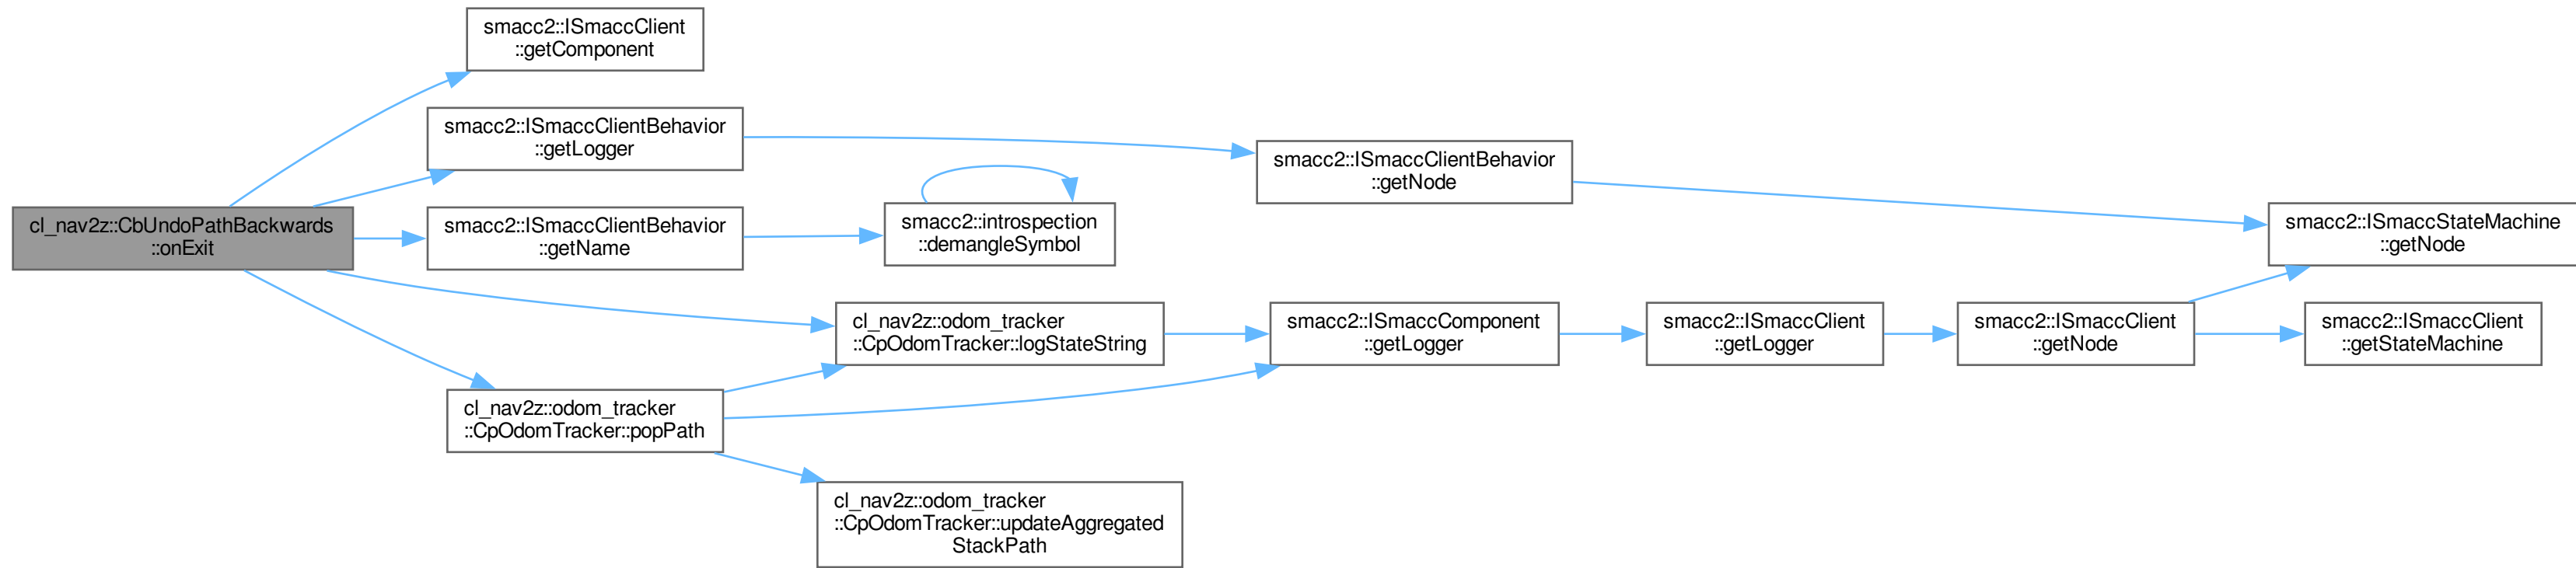 smacc2::ISmaccClient
::getComponent
smacc2::ISmaccClientBehavior
::getLogger
smacc2::ISmaccClientBehavior
::getNode
cl_nav2z::CbUndoPathBackwards
::onExit
smacc2::ISmaccClientBehavior
::getName
smacc2::introspection
::demangleSymbol
smacc2::ISmaccStateMachine
::getNode
cl_nav2z::odom_tracker
::CpOdomTracker::logStateString
smacc2::ISmaccComponent
::getLogger
smacc2::ISmaccClient
::getLogger
smacc2::ISmaccClient
::getNode
smacc2::ISmaccClient
::getStateMachine
cl_nav2z::odom_tracker
::CpOdomTracker::popPath
cl_nav2z::odom_tracker
::CpOdomTracker::updateAggregated
StackPath